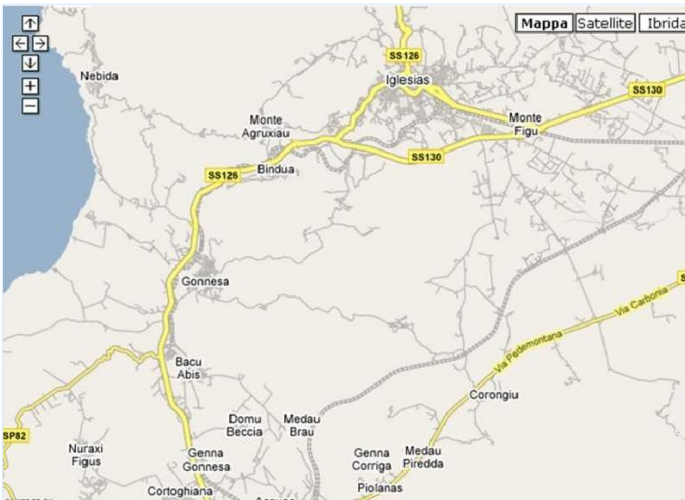 Mappa Satellite Ibrida
SS126
Nebida
Iglesias
SS130
Monte
Agruxiau
Monte
Figu
SS130
Bindua
SS126
Gonnesa
Via Carbonia
Via Pedemontana
Bacu
Abis
Corongiu
Domu
Beccia
Medau
Brau
SP82
Nuraxi
Figus
Genna
Gonnesa
Genna
Corriga
Medau
Piredda
Cortoghiana
Piolanas